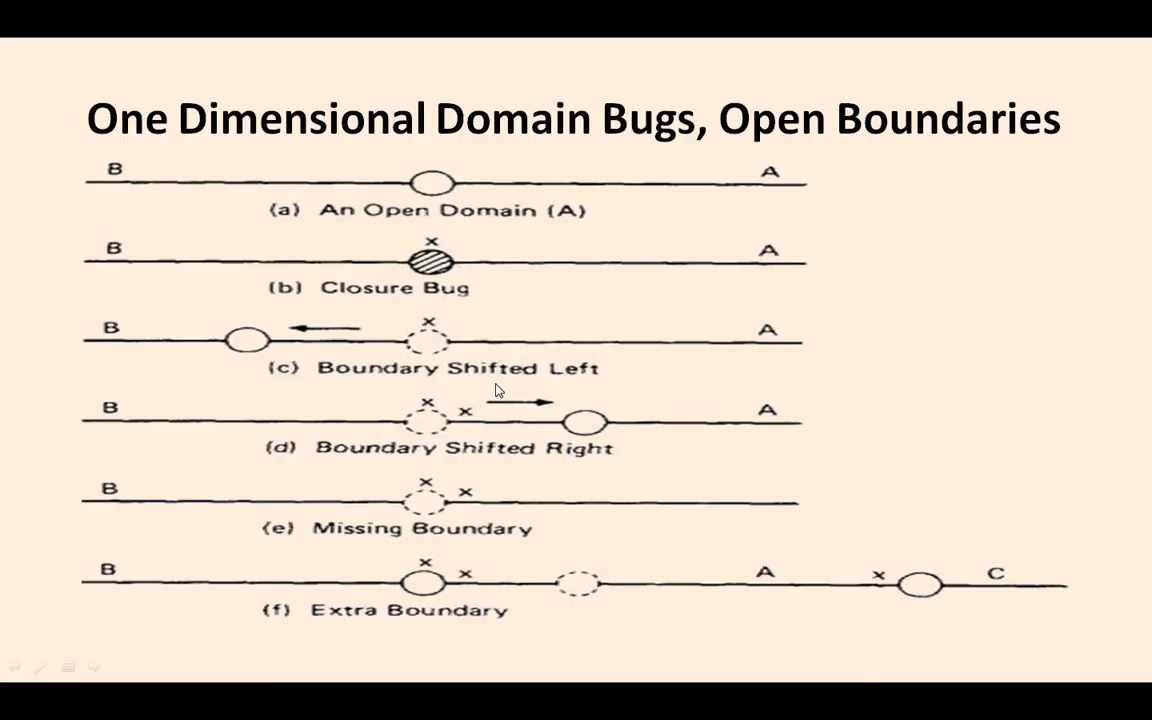 One Dimensional Domain Bugs, Open Boundaries
B A
(a) An Open Domain (A)
x
B A
(b) Closure Bug
x
B A
(c) Boundary Shifted Left
x x
B A
(d) Boundary Shifted Right
x x
B
(e) Missing Boundary
x x x
B A C
(f) Extra Boundary